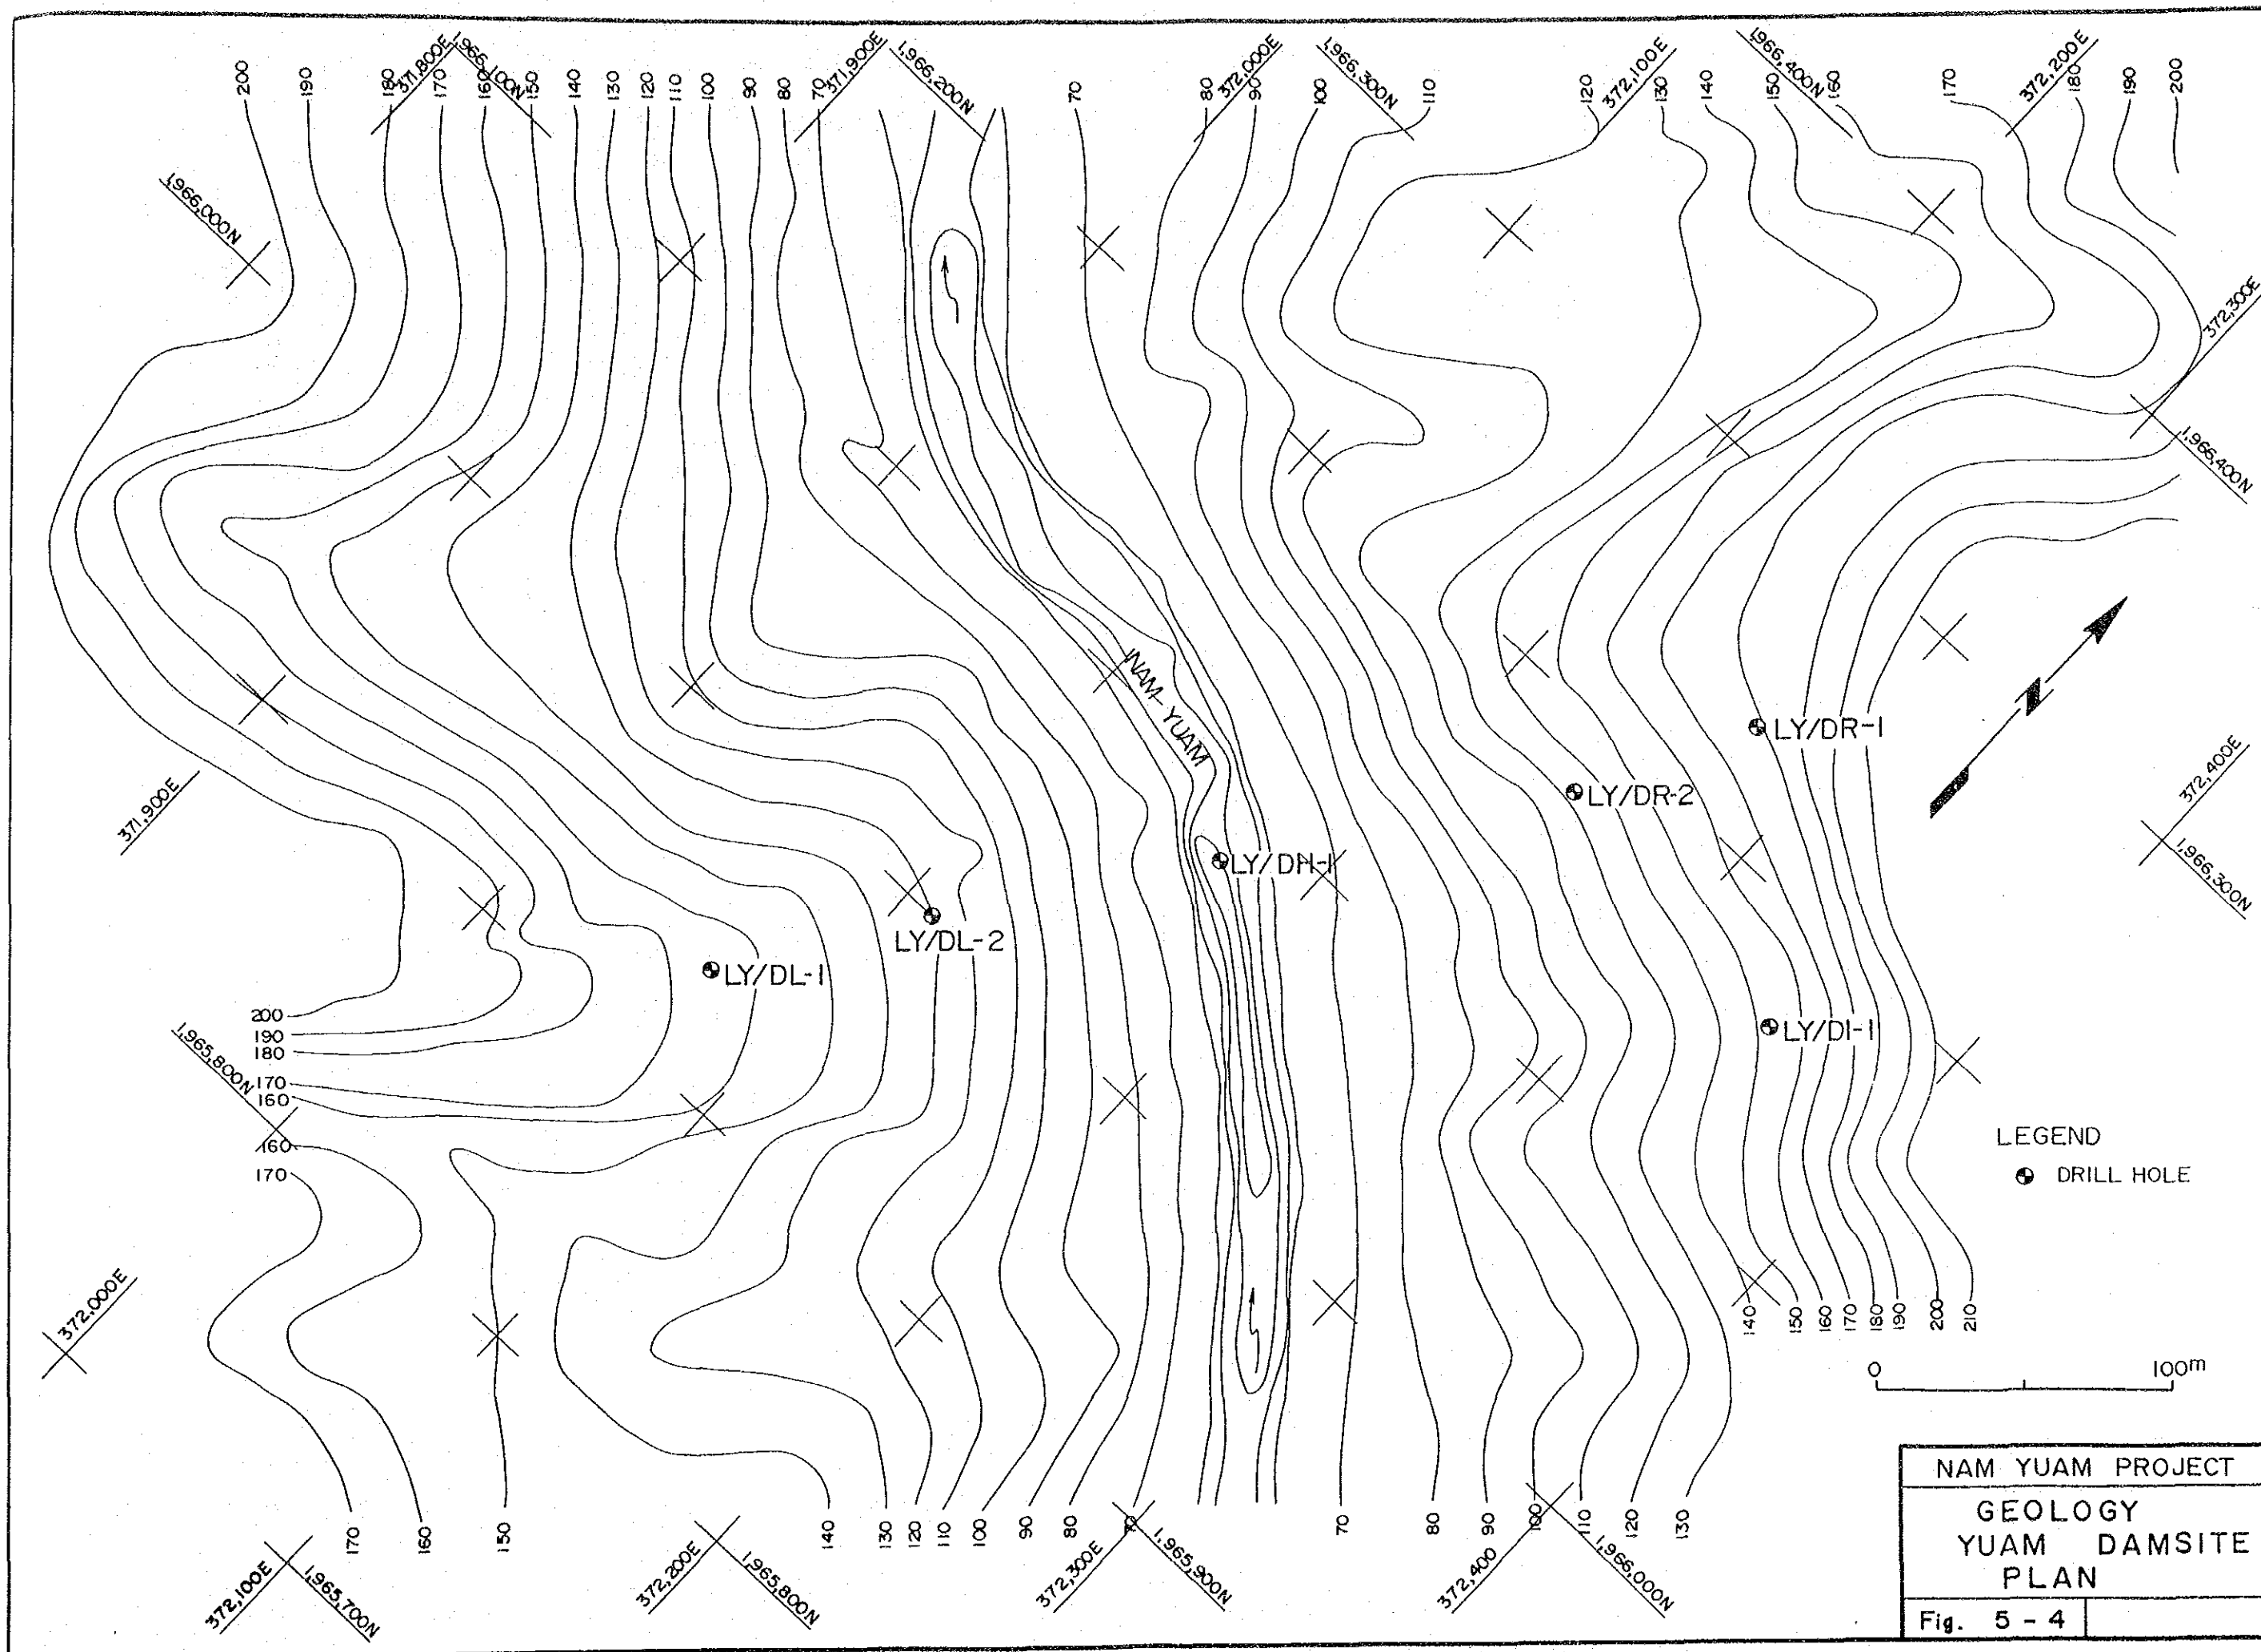 200
190
180
371,800E
170
1,966,100N
160
150
140
130
120
110
100
90
80
70
371,900E
1,966,200N
70
80
372,000E
90
100
1,966,300N
110
120
372,100E
130
140
1,966,400N
150
160
170
372,200E
180
190
200
1,966,000N
372,300E
1,966,400N
NAM YUAM
N
LY/DR-1
LY/DR-2
372,400E
371,900E
LY/DH-1
1,966,300N
LY/DL-2
LY/DL-1
LY/DI-1
200
190
180
1,965,800N
170
160
160
170
LEGEND
DRILL HOLE
372,000E
140
150
160
170
180
190
200
210
0
100m
170
160
150
140
130
120
110
100
90
80
70
70
80
90
100
110
120
130
372,100E
1,965,700N
372,200E
1,965,800N
372,300E
1,965,900N
372,400
1,966,000N
NAM YUAM PROJECT
GEOLOGY
YUAM DAMSITE
PLAN
Fig. 5-4